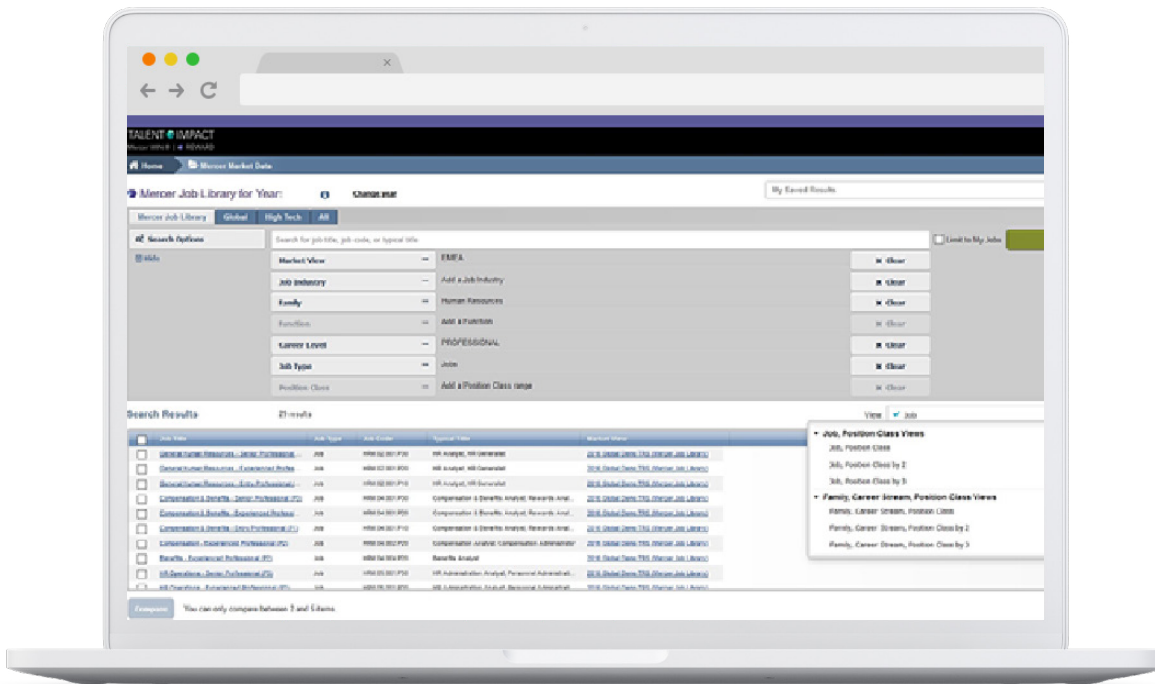 TALENT IMPACT
Home Mercer Market Data
Mercer Job Library for Year:
My Saved Results
Mercer Job Library Global High Tech All
Search Options Search for job title, job code, or typical title Limit to My Jobs
Hide Market View EMEA Clear
Job Industry Add a Job Industry Clear
Family Human Resources Clear
Function Add a Function Clear
Career Level PROFESSIONAL Clear
Job Type Jobs Clear
Position Class Add a Position Class range Clear
Search Results results View Job
Job Title Job Type Job Code Typical Title Market View
Job, Position Class Views
Job, Position Class
Job, Position Class by 2
Job, Position Class by 3
Family, Career Stream, Position Class Views
Family, Career Stream, Position Class
Family, Career Stream, Position Class by 2
Family, Career Stream, Position Class by 3
General Human Resources - Senior Professional Job HR Analyst, HR Generalist
General Human Resources - Experienced Job HR Analyst, HR Generalist
General Human Resources - Entry Professional Job HR Analyst, HR Generalist
Compensation & Benefits - Senior Professional (P3) Job Compensation & Benefits Analyst, Rewards
Compensation & Benefits - Experienced Job Compensation & Benefits Analyst, Rewards
Compensation & Benefits - Entry Professional (P1) Job Compensation & Benefits Analyst, Rewards
Compensation - Experienced Professional (P2) Job Compensation Analyst, Compensation Administrator
Benefits - Experienced Professional (P2) Job Benefits Analyst
HR Operations - Senior Professional (P3) Job HR Administration Analyst, Personnel
HR Operations - Experienced Professional (P2) Job HR Administration Analyst, Personnel
Compare You can only compare between 2 and 5 items